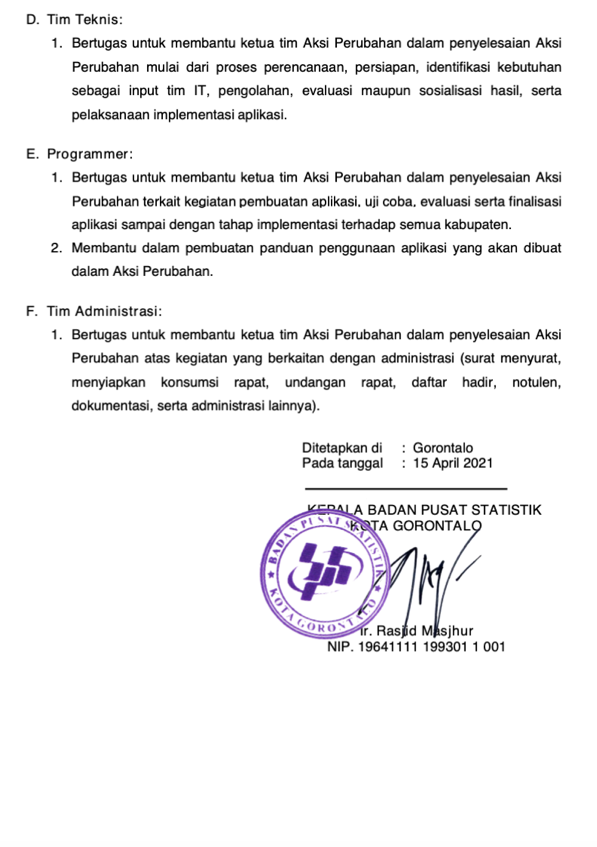 D. Tim Teknis:
1. Bertugas untuk membantu ketua tim Aksi Perubahan dalam penyelesaian Aksi
Perubahan mulai dari proses perencanaan, persiapan, identifikasi kebutuhan
sebagai input tim IT, pengolahan, evaluasi maupun sosialisasi hasil, serta
pelaksanaan implementasi aplikasi.
E. Programmer:
1. Bertugas untuk membantu ketua tim Aksi Perubahan dalam penyelesaian Aksi
Perubahan terkait kegiatan pembuatan aplikasi, uji coba, evaluasi serta finalisasi
aplikasi sampai dengan tahap implementasi terhadap semua kabupaten.
2. Membantu dalam pembuatan panduan penggunaan aplikasi yang akan dibuat
dalam Aksi Perubahan.
F. Tim Administrasi:
1. Bertugas untuk membantu ketua tim Aksi Perubahan dalam penyelesaian Aksi
Perubahan atas kegiatan yang berkaitan dengan administrasi (surat menyurat,
menyiapkan konsumsi rapat, undangan rapat, daftar hadir, notulen,
dokumentasi, serta administrasi lainnya).
Ditetapkan di : Gorontalo
Pada tanggal : 15 April 2021
KEPALA BADAN PUSAT STATISTIK
KOTA GORONTALO
BADAN PUSAT STATISTIK
KOTA GORONTALO
Ir. Rasjid Masjhur
NIP. 19641111 199301 1 001